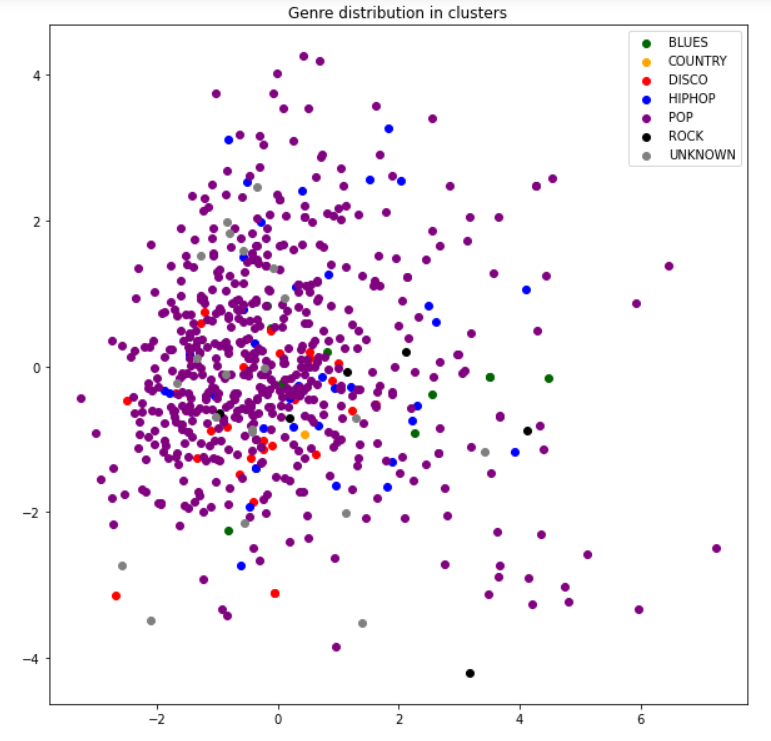 Genre distribution in clusters
BLUES
COUNTRY
DISCO
HIPHOP
POP
ROCK
UNKNOWN
4
2
0
−2
−4
−2
0
2
4
6